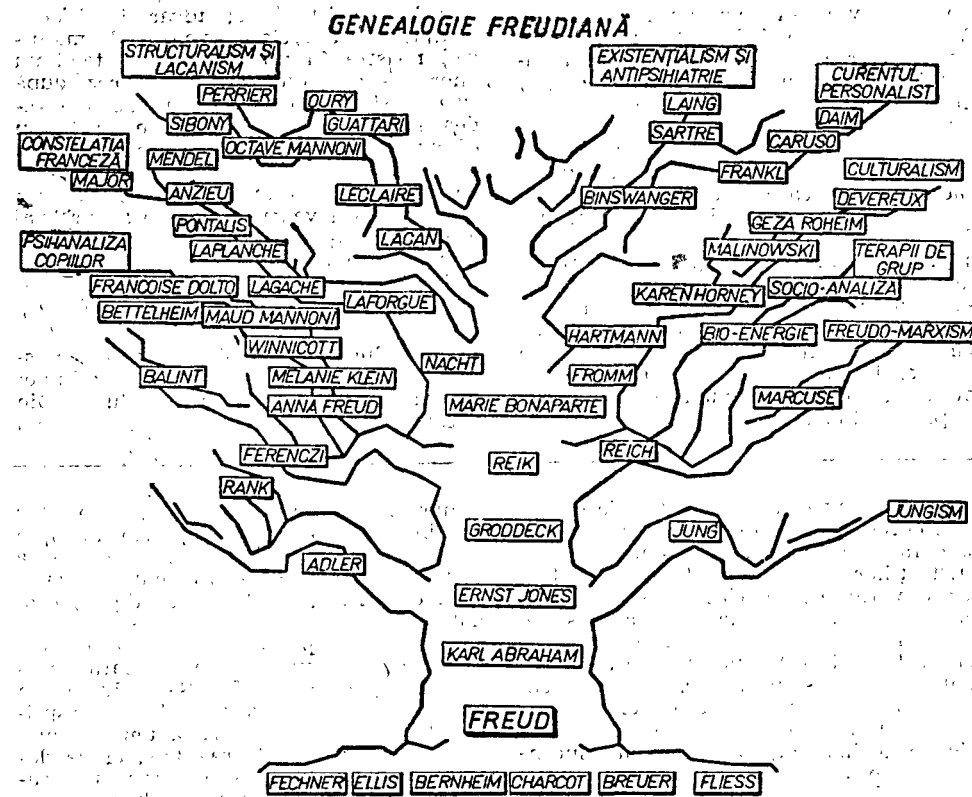 GENEALOGIE FREUDIANĂ
STRUCTURALISM ȘI
LACANISM
EXISTENȚIALISM ȘI
ANTIPSIHIATRIE
CURENTUL
PERSONALIST
PERRIER
OURY
LAING
DAIM
SIBONY
GUATTARI
SARTRE
CARUSO
CONSTELAȚIA
FRANCEZĂ
MENDEL
OCTAVE MANNONI
FRANKL
CULTURALISM
MAJOR
ANZIEU
LECLAIRE
BINSWANGER
DEVEREUX
PONTALIS
GEZA ROHEIM
PSIHANALIZA
COPIILOR
LAPLANCHE
LACAN
MALINOWSKI
TERAPII DE
GRUP
FRANCOISE DOLTO
LAGACHE
KAREN HORNEY
SOCIO-ANALIZA
LAFORGUE
BETTELHEIM
MAUD MANNONI
HARTMANN
BIO-ENERGIE
FREUDO-MARXISM
WINNICOTT
NACHT
FROMM
BALINT
MELANIE KLEIN
MARCUSE
ANNA FREUD
MARIE BONAPARTE
FERENCZI
REIK
REICH
RANK
GRODDECK
JUNG
JUNGISM
ADLER
ERNST JONES
KARL ABRAHAM
FREUD
FECHNER
ELLIS
BERNHEIM
CHARCOT
BREUER
FLIESS